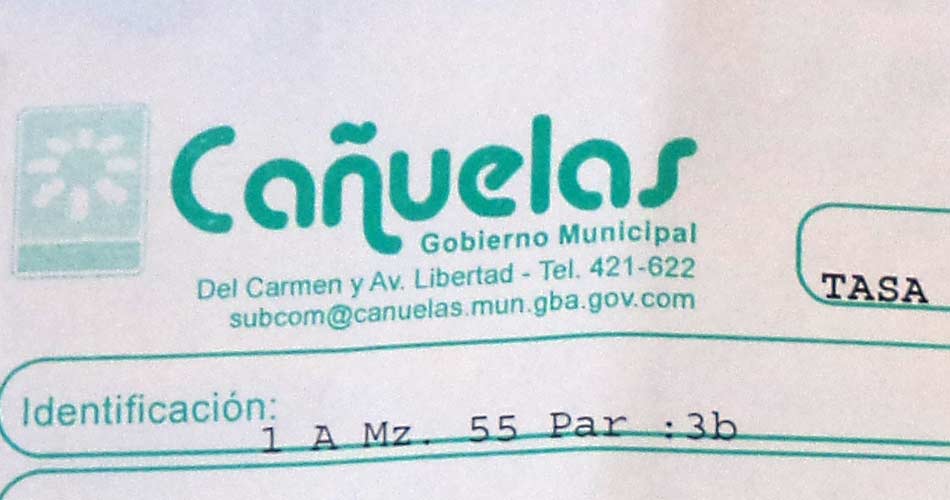 Cañuelas
Gobierno Municipal
Del Carmen y Av. Libertad - Tel. 421-622
subcom@canuelas.mun.gba.gov.com
TASA
Identificación:
1 A Mz. 55 Par :3b